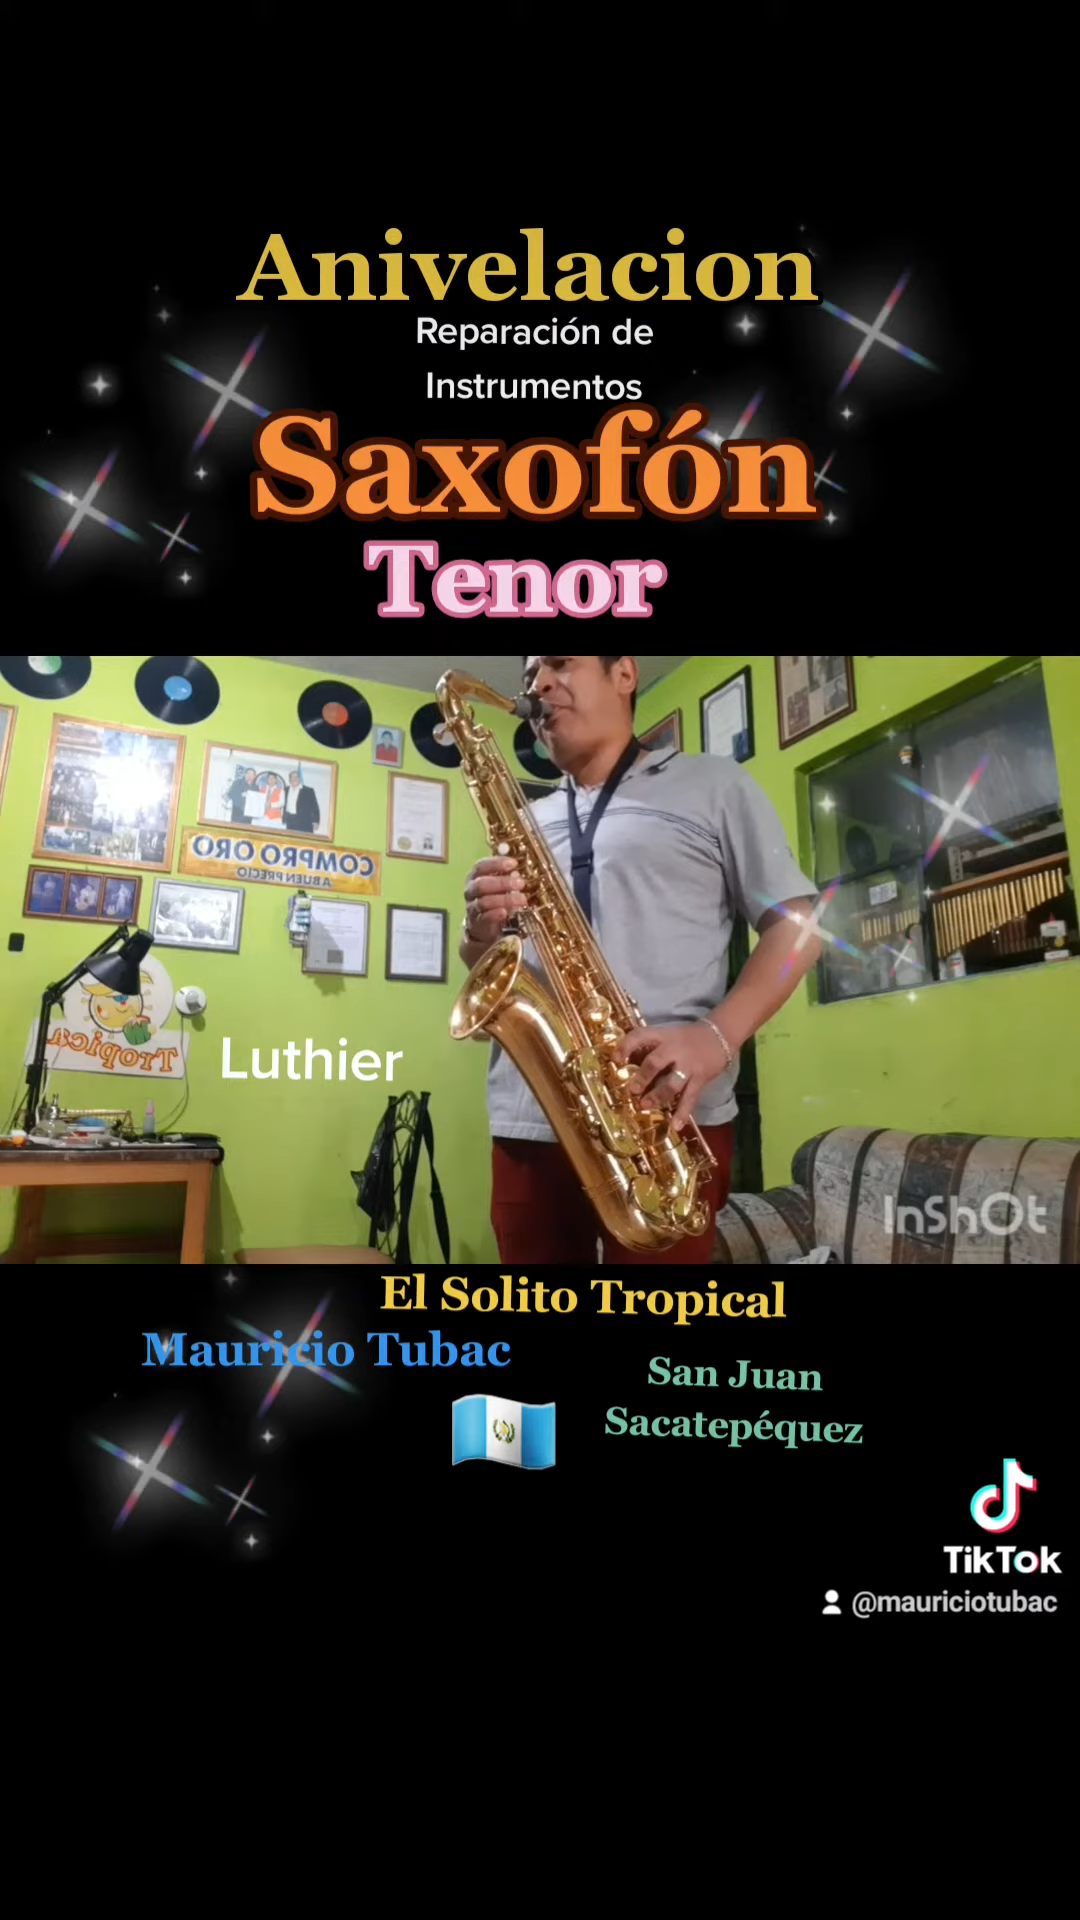 Anivelacion
Reparación de
Instrumentos
Saxofón
Tenor
COMPRO ORO
A BUEN PRECIO
Tropica
Luthier
InShOt
El Solito Tropical
Mauricio Tubac
San Juan
Sacatepéquez
TikTok
@mauriciotubac